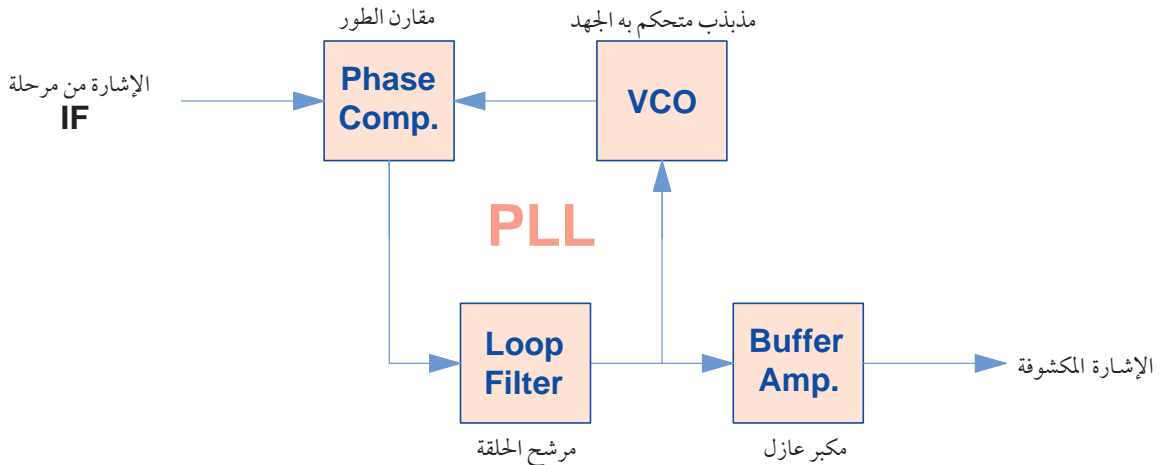 مقارن الطور
مذبذب متحكم به الجهد
Phase
Comp.
VCO
الإشارة من مرحلة
IF
PLL
Loop
Filter
Buffer
Amp.
الإشارة المكشوفة
مرشح الحلقة
مكبر عازل